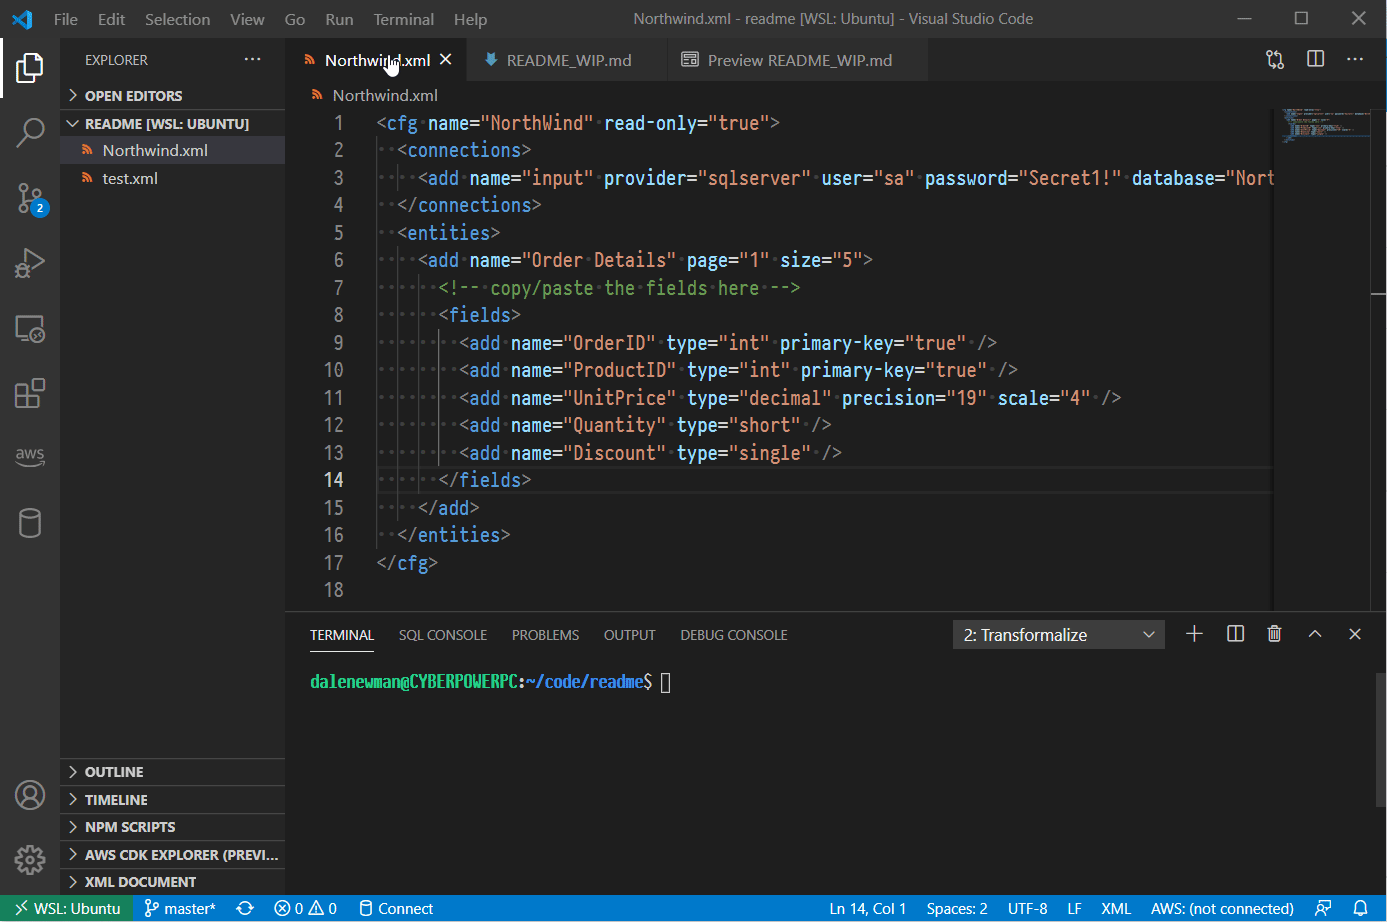 File Edit Selection View Go Run Terminal Help
Northwind.xml - readme [WSL: Ubuntu] - Visual Studio Code
EXPLORER
Northwind.xml
README_WIP.md
Preview README_WIP.md
OPEN EDITORS
README [WSL: UBUNTU]
Northwind.xml
test.xml
2
aws
Northwind.xml
1 <cfg name="NorthWind" read-only="true">
2 <connections>
3 <add name="input" provider="sqlserver" user="sa" password="Secret1!" database="Nort
4 </connections>
5 <entities>
6 <add name="Order Details" page="1" size="5">
7 <!-- copy/paste the fields here -->
8 <fields>
9 <add name="OrderID" type="int" primary-key="true" />
10 <add name="ProductID" type="int" primary-key="true" />
11 <add name="UnitPrice" type="decimal" precision="19" scale="4" />
12 <add name="Quantity" type="short" />
13 <add name="Discount" type="single" />
14 </fields>
15 </add>
16 </entities>
17 </cfg>
18
TERMINAL SQL CONSOLE PROBLEMS OUTPUT DEBUG CONSOLE
2: Transformalize
dalenewman@CYBERPOWERPC:~/code/readme$
OUTLINE
TIMELINE
NPM SCRIPTS
AWS CDK EXPLORER (PREVI...
XML DOCUMENT
WSL: Ubuntu master* 0 0 Connect
Ln 14, Col 1 Spaces: 2 UTF-8 LF XML AWS: (not connected)